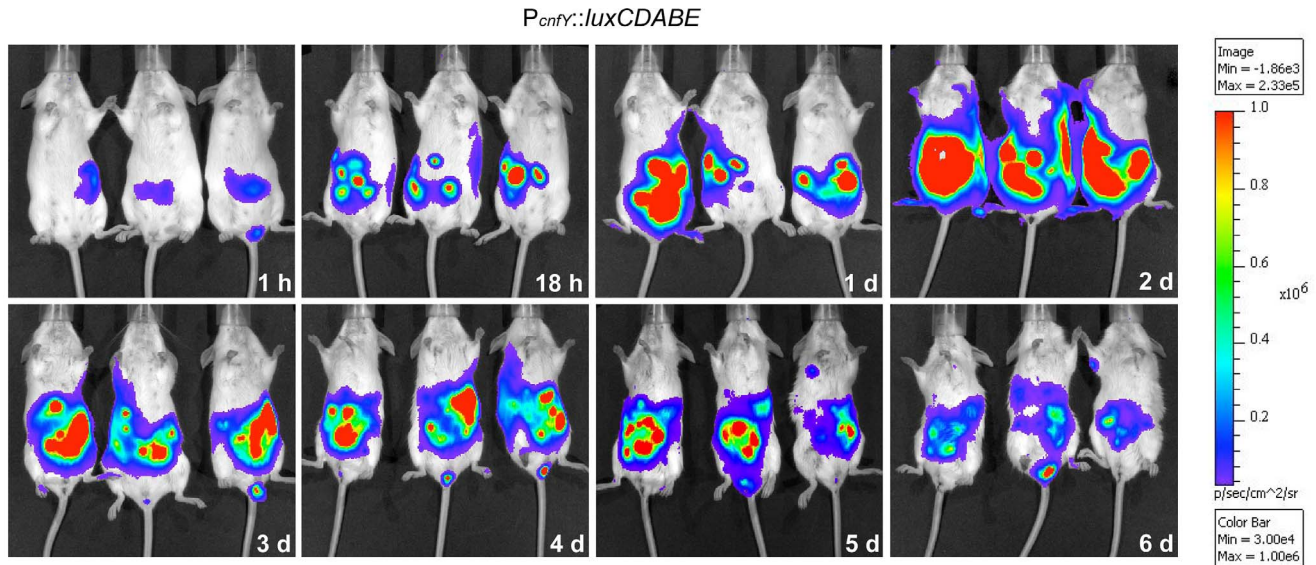 PcnfY::luxCDABE
1 h
18 h
1 d
2 d
3 d
4 d
5 d
6 d
Image
Min = -1.86e3
Max = 2.33e5
1.0
0.8
0.6
x10^6
0.4
0.2
p/sec/cm^2/sr
Color Bar
Min = 3.00e4
Max = 1.00e6